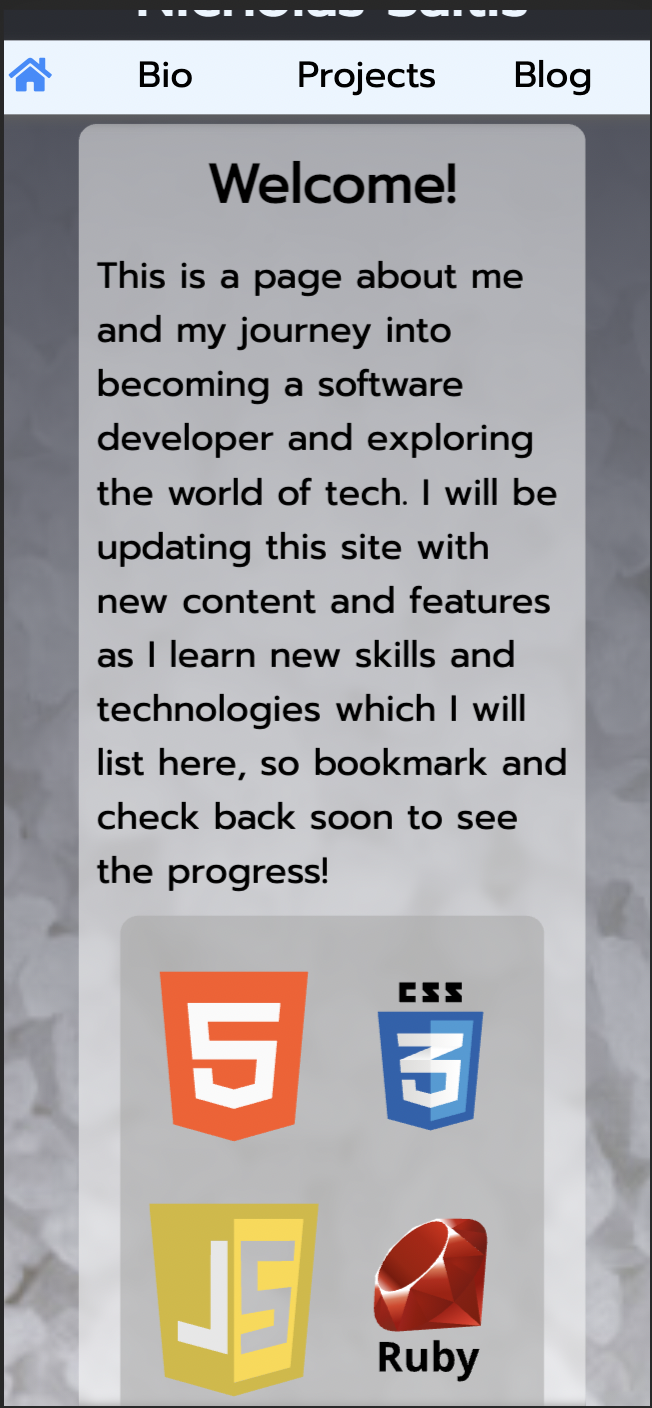 Bio Projects Blog
Welcome!
This is a page about me
and my journey into
becoming a software
developer and exploring
the world of tech. I will be
updating this site with
new content and features
as I learn new skills and
technologies which I will
list here, so bookmark and
check back soon to see
the progress!
5
CSS
3
JS
Ruby